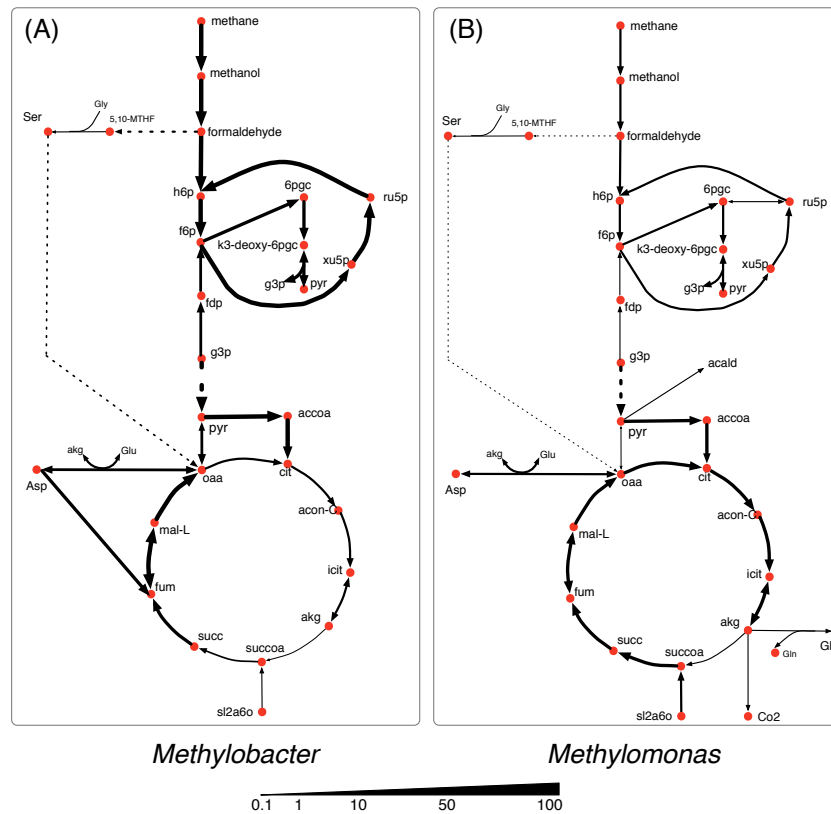 (A)
methane
methanol
Ser
Gly
5,10-MTHF
formaldehyde
h6p
6pgc
ru5p
f6p
k3-deoxy-6pgc
xu5p
g3p
pyr
fdp
g3p
pyr
accoa
akg
Glu
Asp
oaa
cit
acon-C
mal-L
icit
fum
akg
succ
succoa
sl2a6o
(B)
methane
methanol
Ser
Gly
5,10-MTHF
formaldehyde
h6p
6pgc
ru5p
f6p
k3-deoxy-6pgc
xu5p
g3p
pyr
fdp
g3p
acald
pyr
accoa
akg
Glu
Asp
oaa
cit
acon-C
mal-L
icit
fum
akg
succ
succoa
Gln
sl2a6o
Co2
Methylobacter
Methylomonas
0.1 1 10 50 100